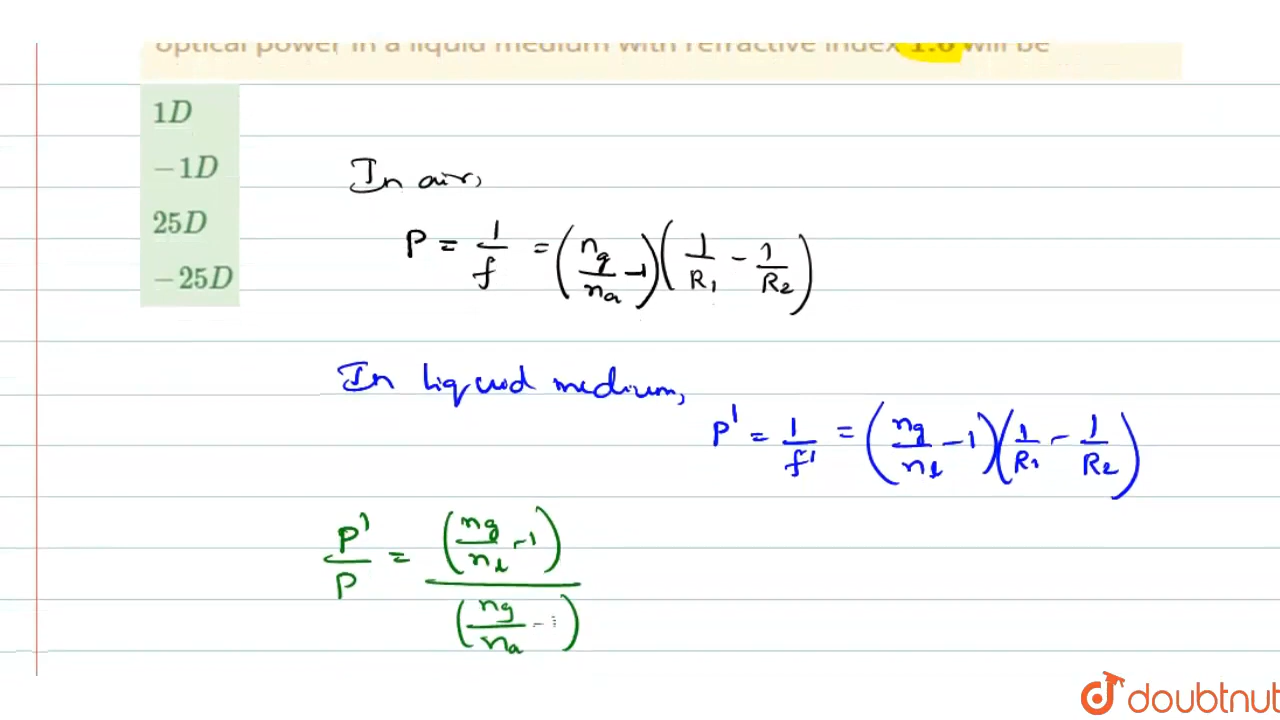 optical power in a liquid medium with refractive index 1.6 will be
1D
−1D
25D
−25D
In air,
P = 1/f = (n_g/n_a − 1)(1/R₁ − 1/R₂)
In liquid medium,
P' = 1/f' = (n_g/n_l − 1)(1/R₁ − 1/R₂)
P'/P = (n_g/n_l − 1)/(n_g/n_a − 1)
doubtnut